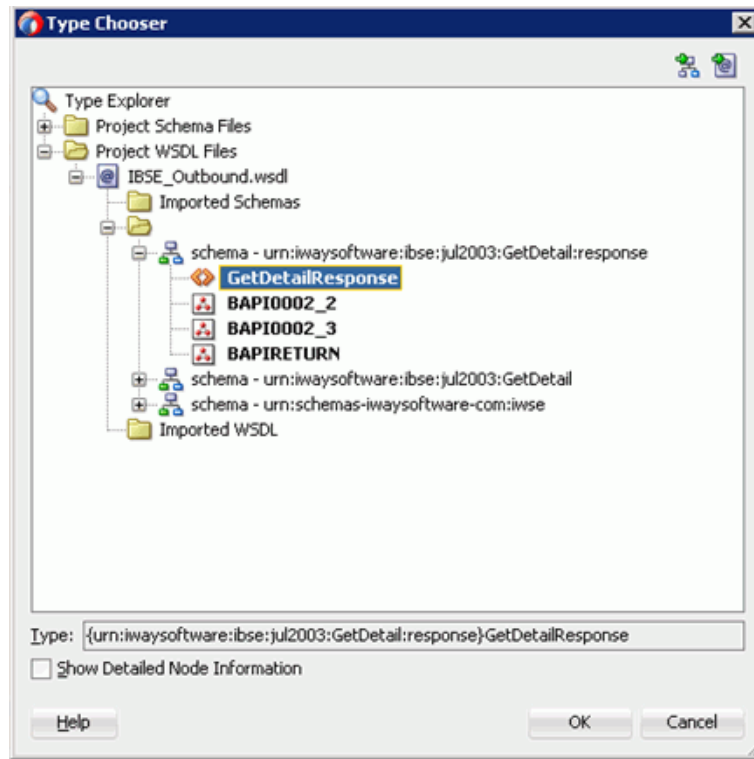 Type Chooser
Type Explorer
Project Schema Files
Project WSDL Files
IBSE_Outbound.wsdl
Imported Schemas
schema - urn:iwaysoftware:ibse:jul2003:GetDetail:response
GetDetailResponse
BAPI0002_2
BAPI0002_3
BAPIRETURN
schema - urn:iwaysoftware:ibse:jul2003:GetDetail
schema - urn:schemas-iwaysoftware-com:iwse
Imported WSDL
Type: {urn:iwaysoftware:ibse:jul2003:GetDetail:response}GetDetailResponse
Show Detailed Node Information
Help OK Cancel